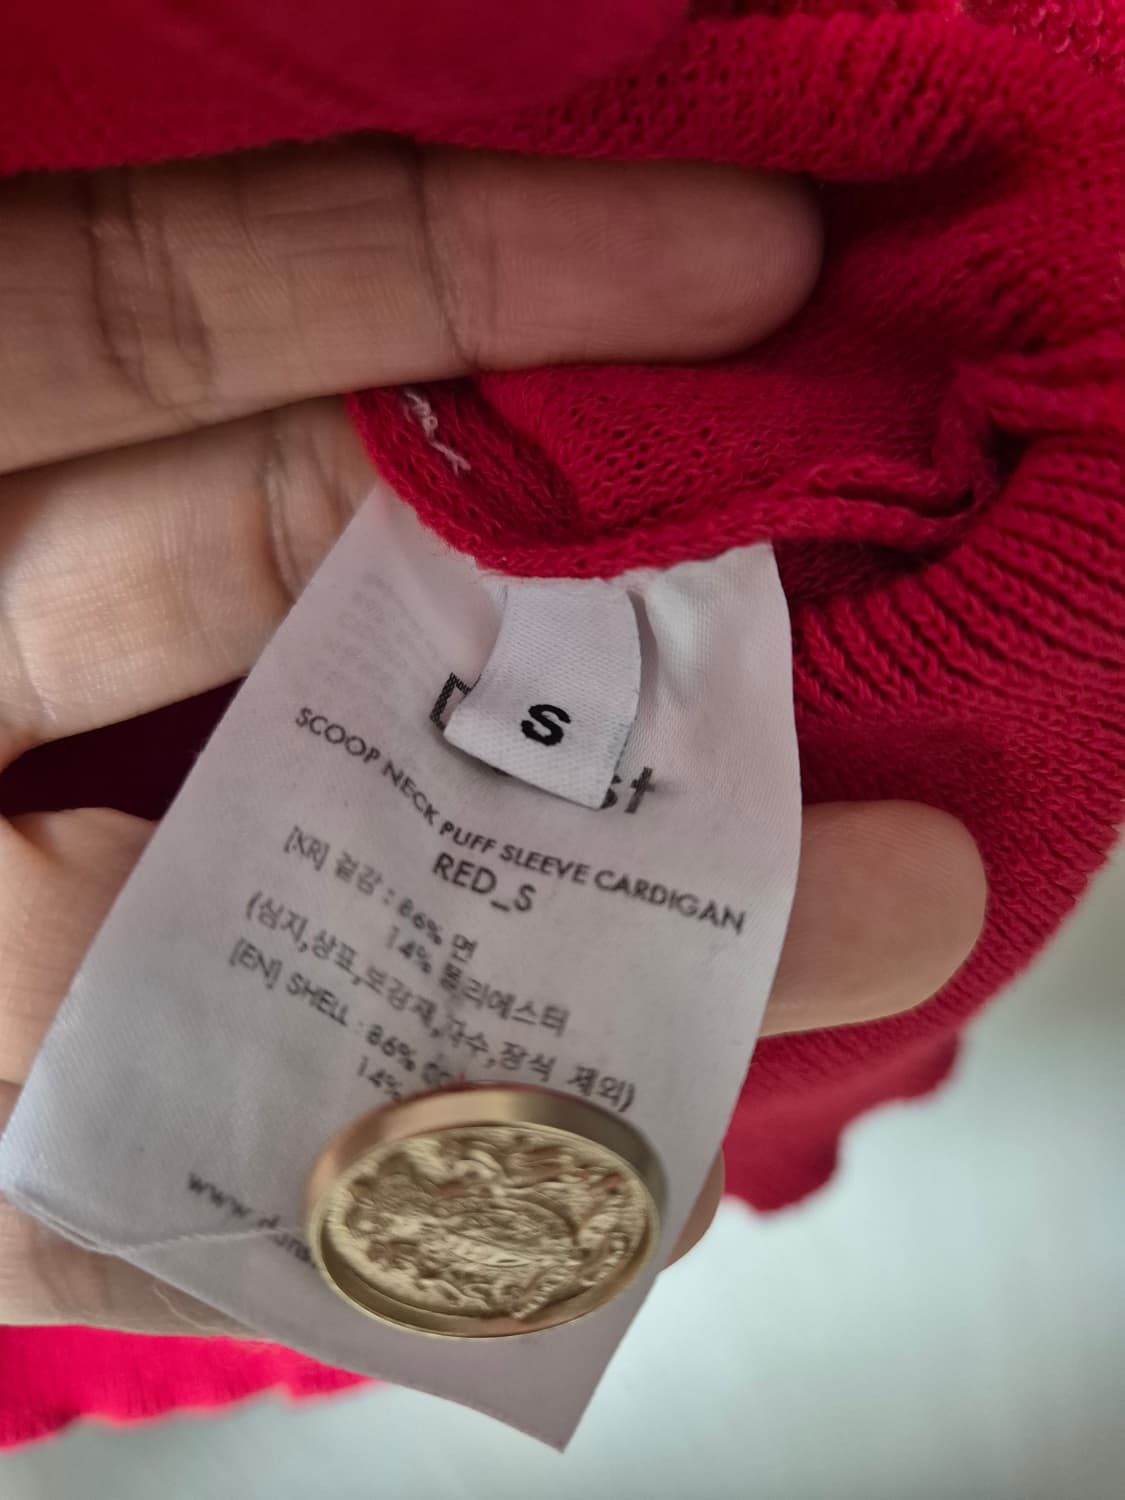 S
SCOOP NECK PUFF SLEEVE CARDIGAN
RED_S
[KR] 겉감 : 86% 면
14% 폴리에스터
(심지,상표,보강재,자수,장식 제외)
[EN] SHELL : 86%
14%